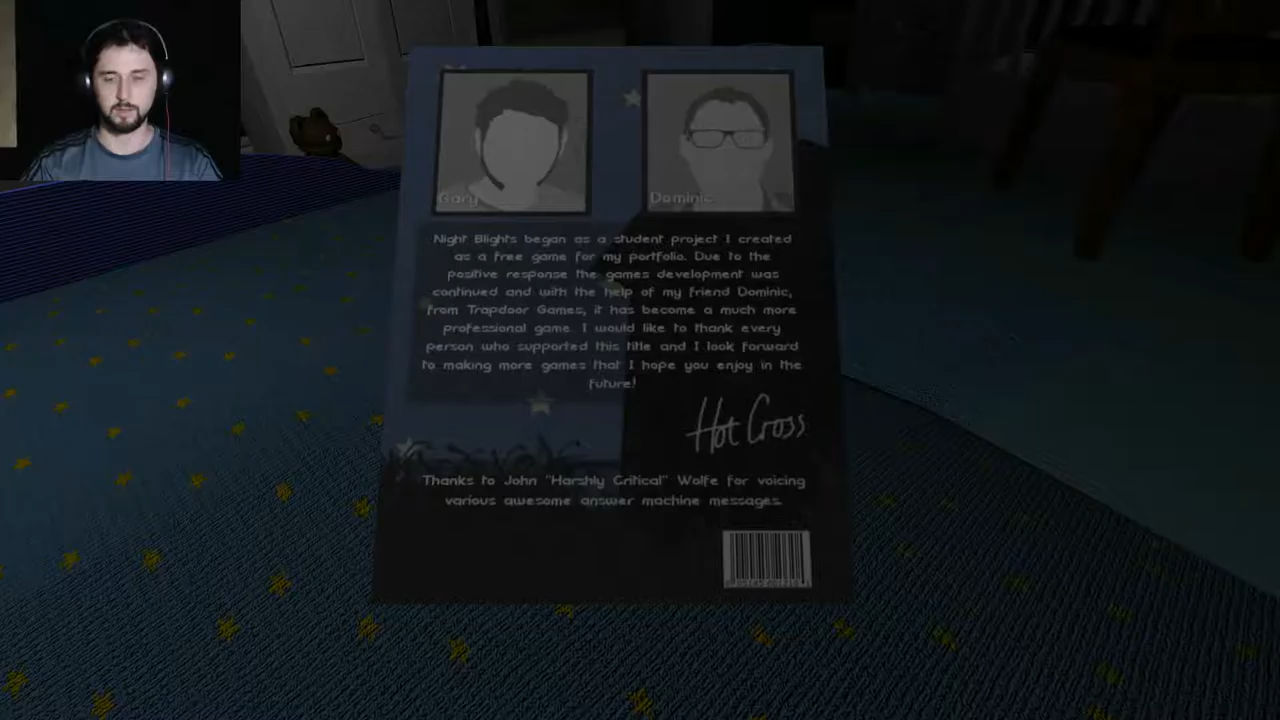 Gary
Dominic
Night Blights began as a student project I created
as a free game for my portfolio. Due to the
positive response the games development was
continued and with the help of my friend Dominic,
from Trapdoor Games, it has become a much more
professional game. I would like to thank every
person who supported this title and I look forward
to making more games that I hope you enjoy in the
future!
Hot Cross
Thanks to John "Harshly Critical" Wolfe for voicing
various awesome answer machine messages.